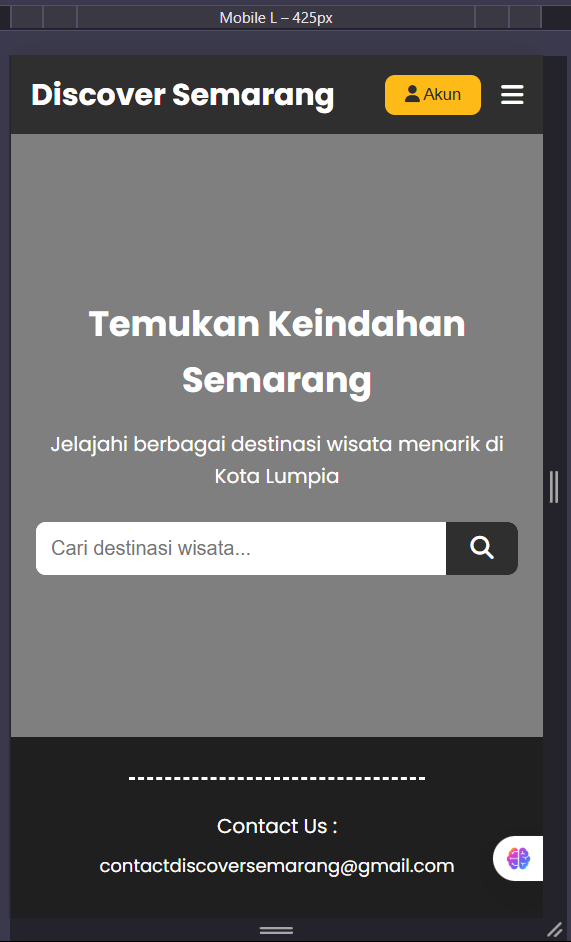 Mobile L – 425px
Discover Semarang
Akun
Temukan Keindahan
Semarang
Jelajahi berbagai destinasi wisata menarik di
Kota Lumpia
Cari destinasi wisata...
Contact Us :
contactdiscoversemarang@gmail.com